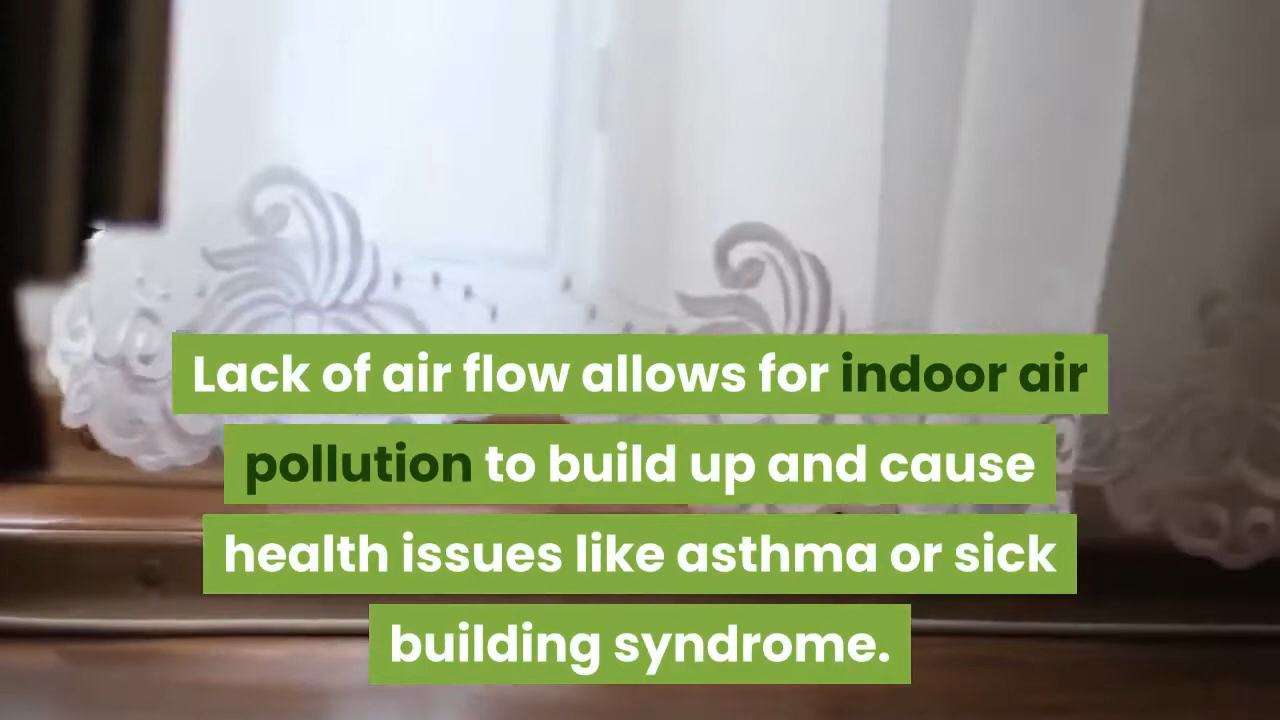 Lack of air flow allows for indoor air
pollution to build up and cause
health issues like asthma or sick
building syndrome.